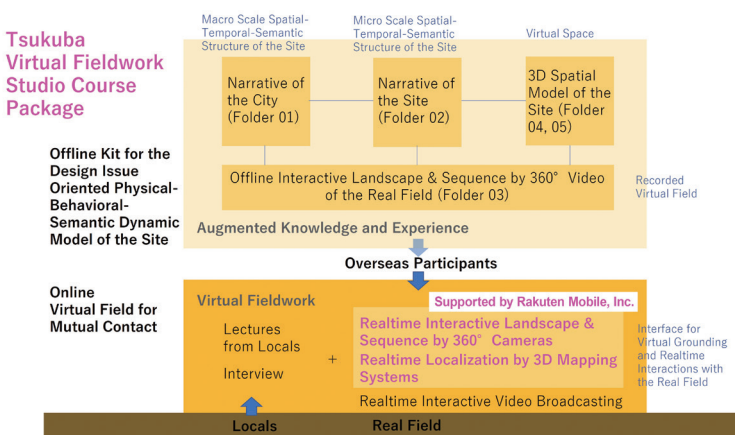 Tsukuba
Virtual Fieldwork
Studio Course
Package
Macro Scale Spatial-
Temporal-Semantic
Structure of the Site
Micro Scale Spatial-
Temporal-Semantic
Structure of the Site
Virtual Space
Narrative of
the City
(Folder 01)
Narrative of
the Site
(Folder 02)
3D Spatial
Model of the
Site (Folder
04, 05)
Offline Kit for the
Design Issue
Oriented Physical-
Behavioral-
Semantic Dynamic
Model of the Site
Offline Interactive Landscape & Sequence by 360° Video
of the Real Field (Folder 03)
Recorded
Virtual Field
Augmented Knowledge and Experience
Overseas Participants
Online
Virtual Field for
Mutual Contact
Virtual Fieldwork
Supported by Rakuten Mobile, Inc.
Lectures
from Locals
Interview
+
Realtime Interactive Landscape &
Sequence by 360° Cameras
Realtime Localization by 3D Mapping
Systems
Interface for
Virtual Grounding
and Realtime
Interactions with
the Real Field
Realtime Interactive Video Broadcasting
Locals
Real Field